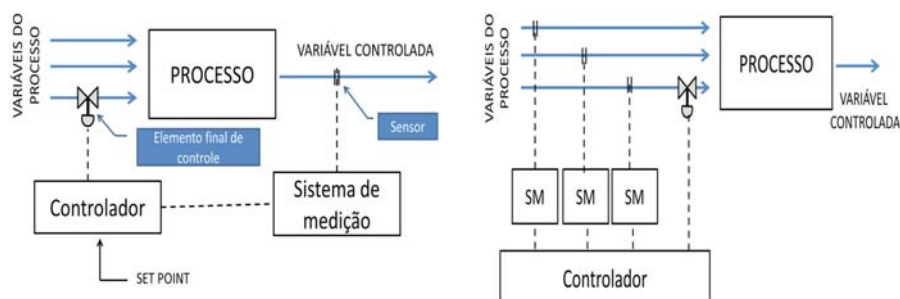 VARIÁVEIS DO
PROCESSO
PROCESSO
VARIÁVEL CONTROLADA
Elemento final de
controle
Sensor
Controlador
Sistema de
medição
SET POINT
VARIÁVEIS DO
PROCESSO
PROCESSO
VARIÁVEL
CONTROLADA
SM
SM
SM
Controlador